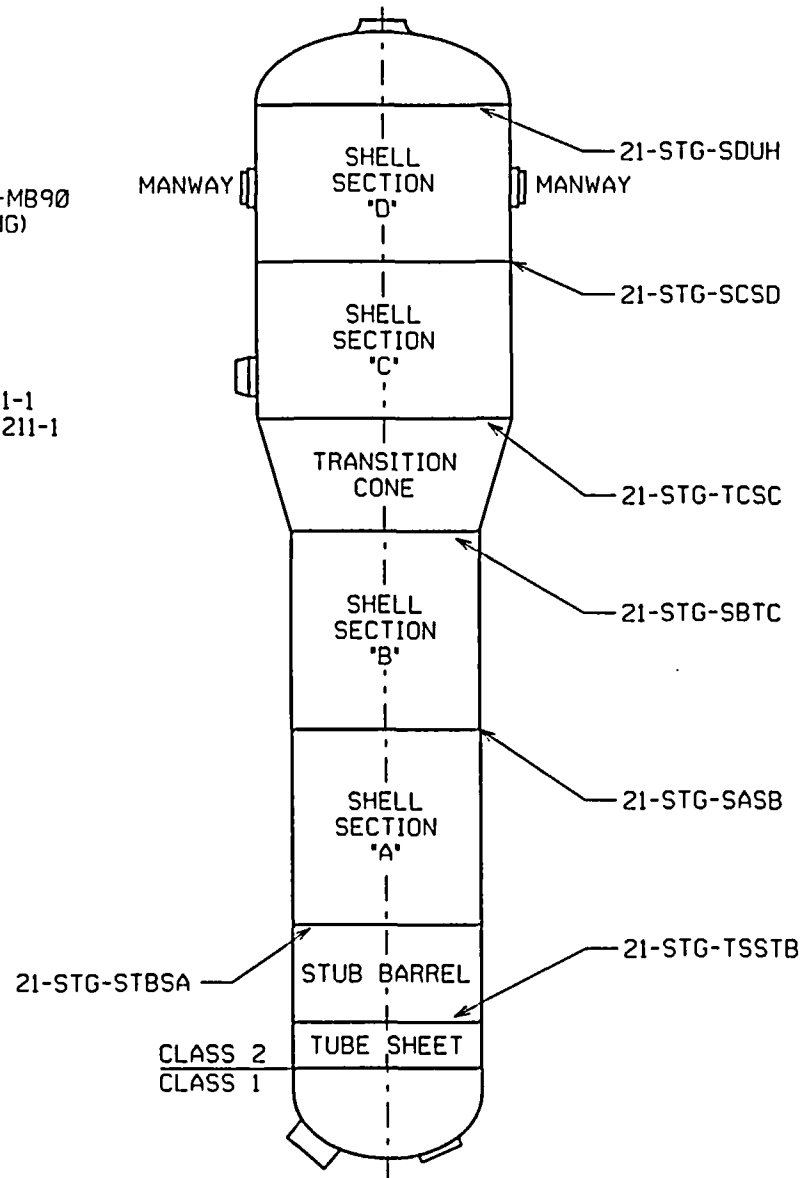 21-STG-SDUH
SHELL
SECTION
"D"
MANWAY
MANWAY
-MB90
NG)
21-STG-SCSD
SHELL
SECTION
"C"
1-1
211-1
TRANSITION
CONE
21-STG-TCSC
SHELL
SECTION
"B"
21-STG-SBTC
SHELL
SECTION
"A"
21-STG-SASB
21-STG-TSSTB
21-STG-STBSA
STUB BARREL
TUBE SHEET
CLASS 2
CLASS 1